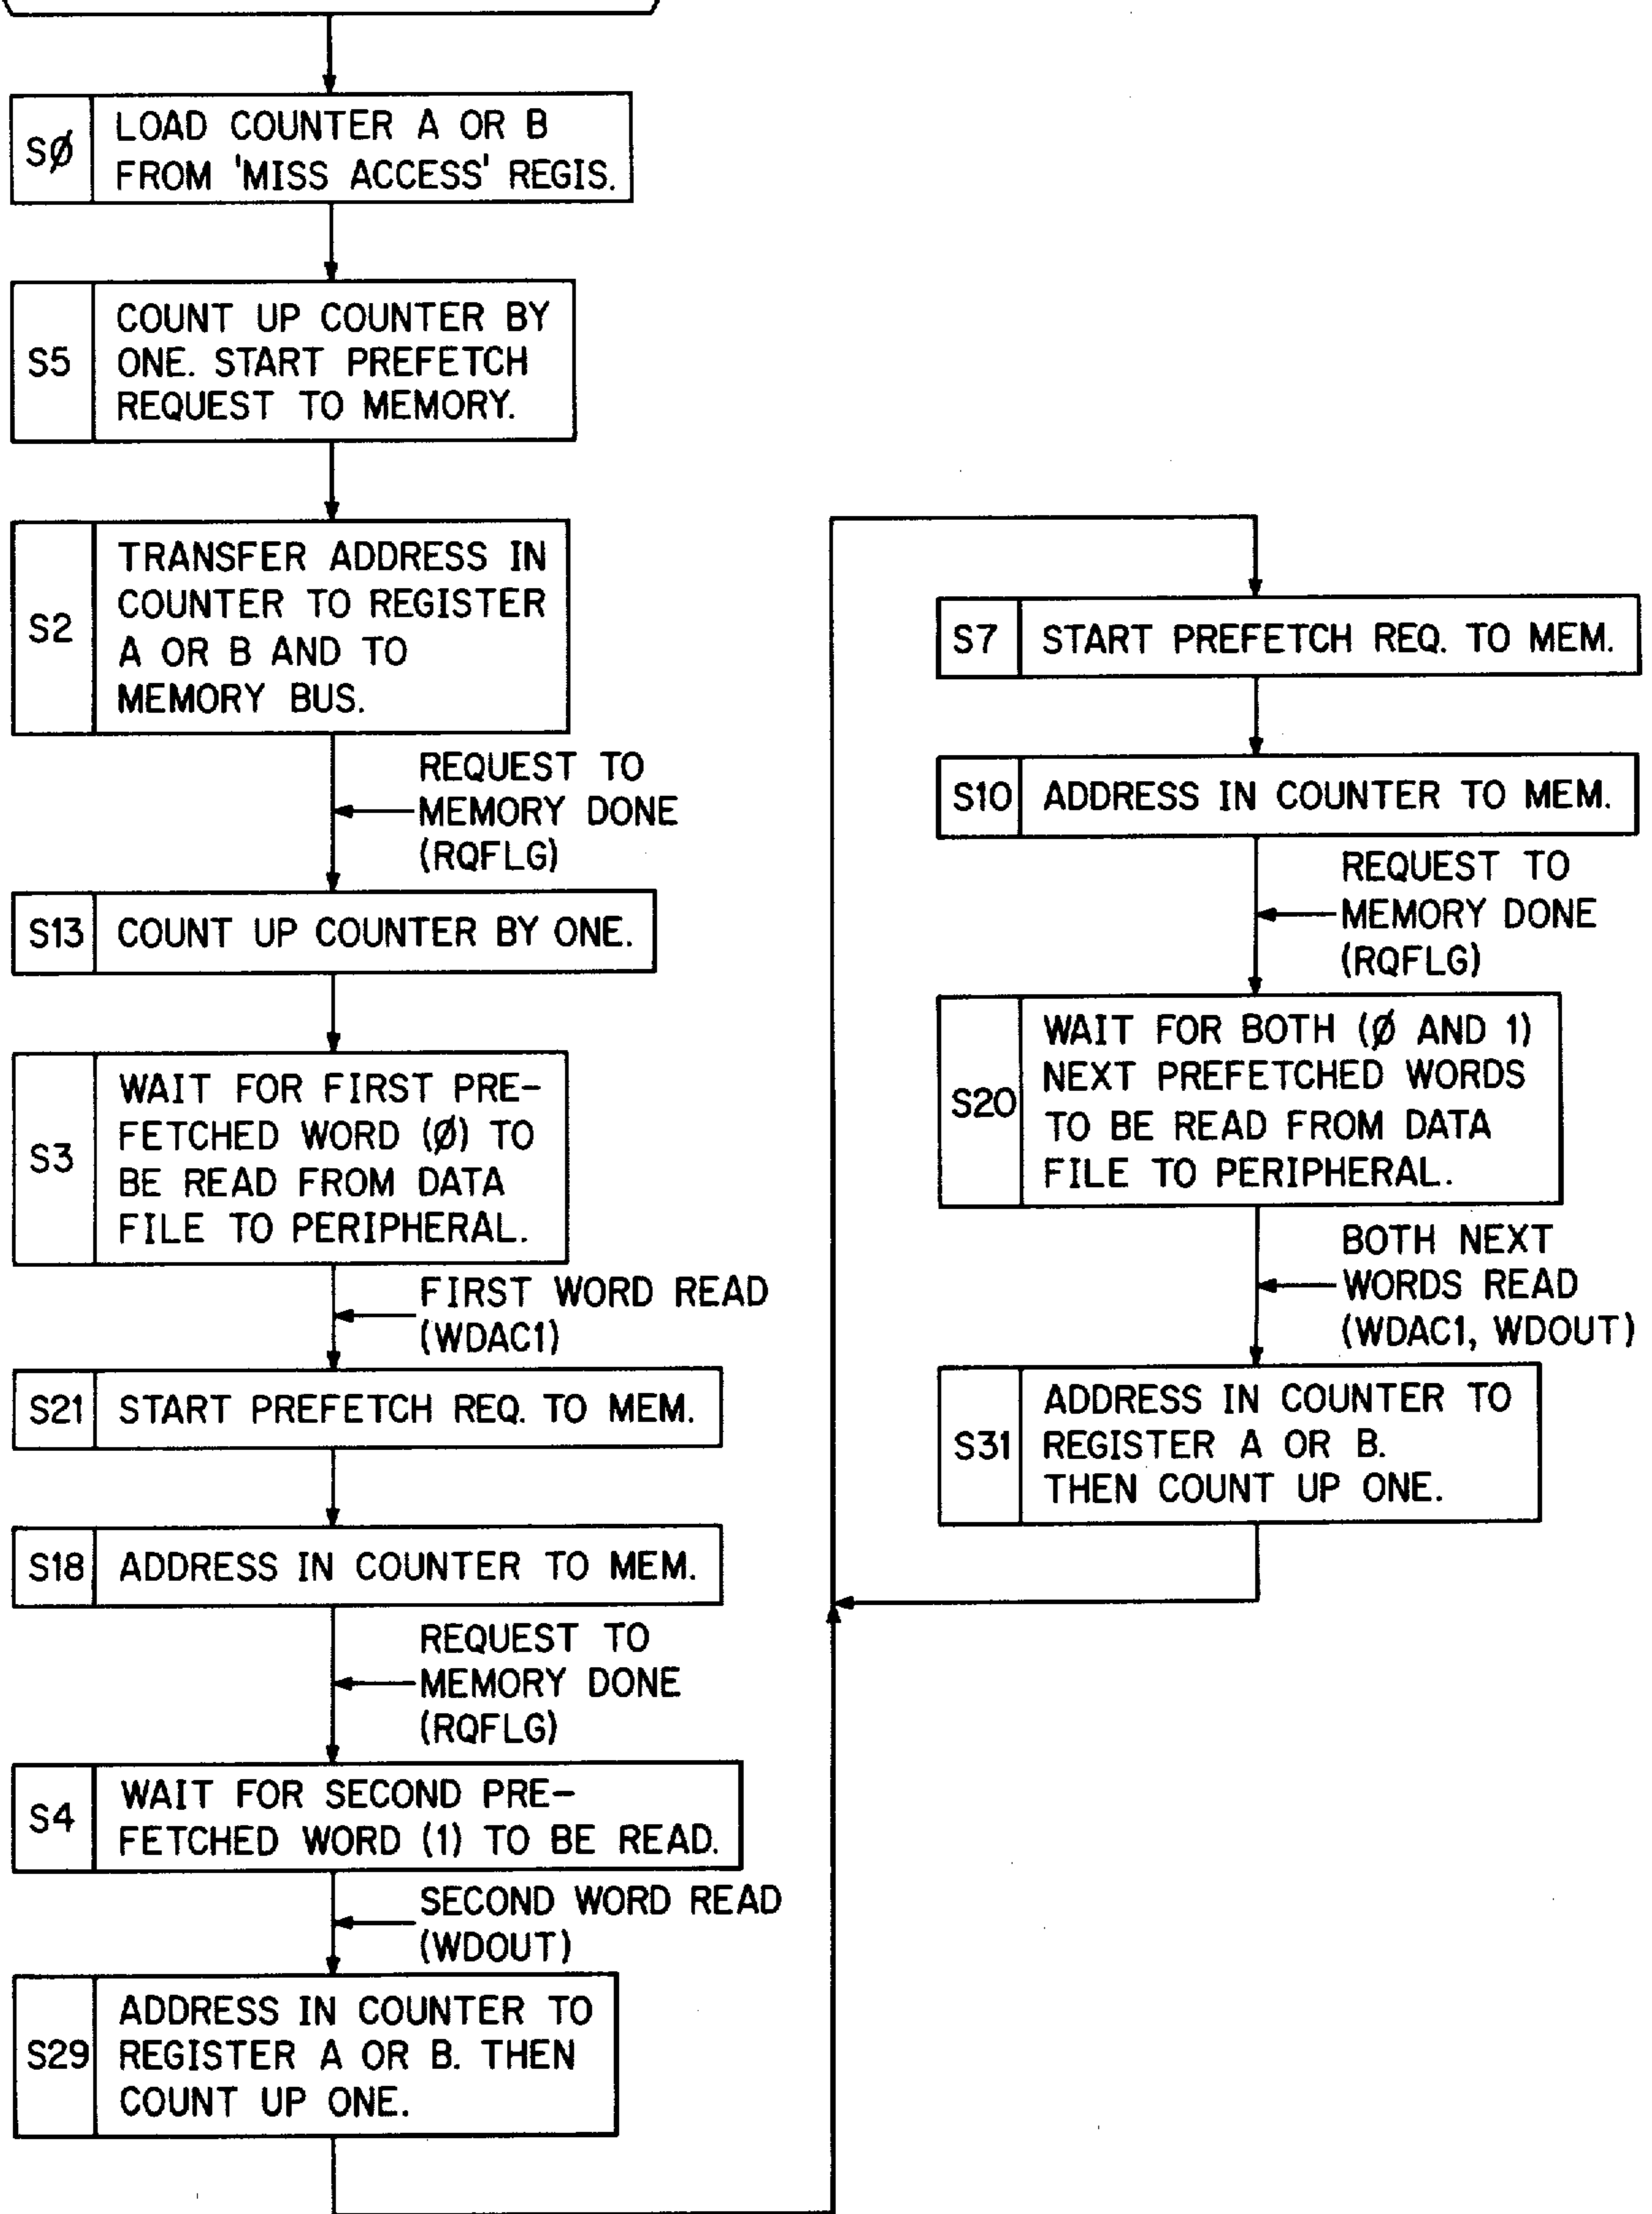 SØ
LOAD COUNTER A OR B
FROM 'MISS ACCESS' REGIS.
S5
COUNT UP COUNTER BY
ONE. START PREFETCH
REQUEST TO MEMORY.
S2
TRANSFER ADDRESS IN
COUNTER TO REGISTER
A OR B AND TO
MEMORY BUS.
REQUEST TO
MEMORY DONE
(RQFLG)
S13
COUNT UP COUNTER BY ONE.
S3
WAIT FOR FIRST PRE-
FETCHED WORD (Ø) TO
BE READ FROM DATA
FILE TO PERIPHERAL.
FIRST WORD READ
(WDAC1)
S21
START PREFETCH REQ. TO MEM.
S18
ADDRESS IN COUNTER TO MEM.
REQUEST TO
MEMORY DONE
(RQFLG)
S4
WAIT FOR SECOND PRE-
FETCHED WORD (1) TO BE READ.
SECOND WORD READ
(WDOUT)
S29
ADDRESS IN COUNTER TO
REGISTER A OR B. THEN
COUNT UP ONE.
S7
START PREFETCH REQ. TO MEM.
S10
ADDRESS IN COUNTER TO MEM.
REQUEST TO
MEMORY DONE
(RQFLG)
S20
WAIT FOR BOTH (Ø AND 1)
NEXT PREFETCHED WORDS
TO BE READ FROM DATA
FILE TO PERIPHERAL.
BOTH NEXT
WORDS READ
(WDAC1, WDOUT)
S31
ADDRESS IN COUNTER TO
REGISTER A OR B.
THEN COUNT UP ONE.